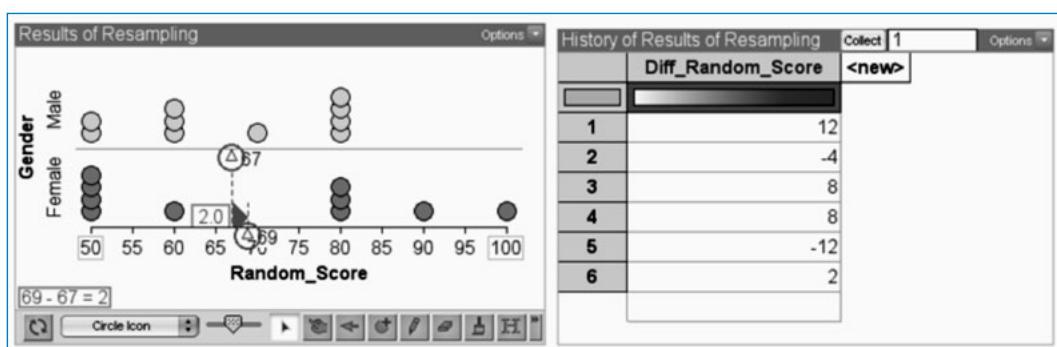 Results of Resampling
Options
Male
Female
Gender
67
2.0
69
50 55 60 65 70 75 80 85 90 95 100
Random_Score
69 - 67 = 2
Circle Icon
History of Results of Resampling
Collect 1
Options
Diff_Random_Score <new>
1 12
2 -4
3 8
4 8
5 -12
6 2